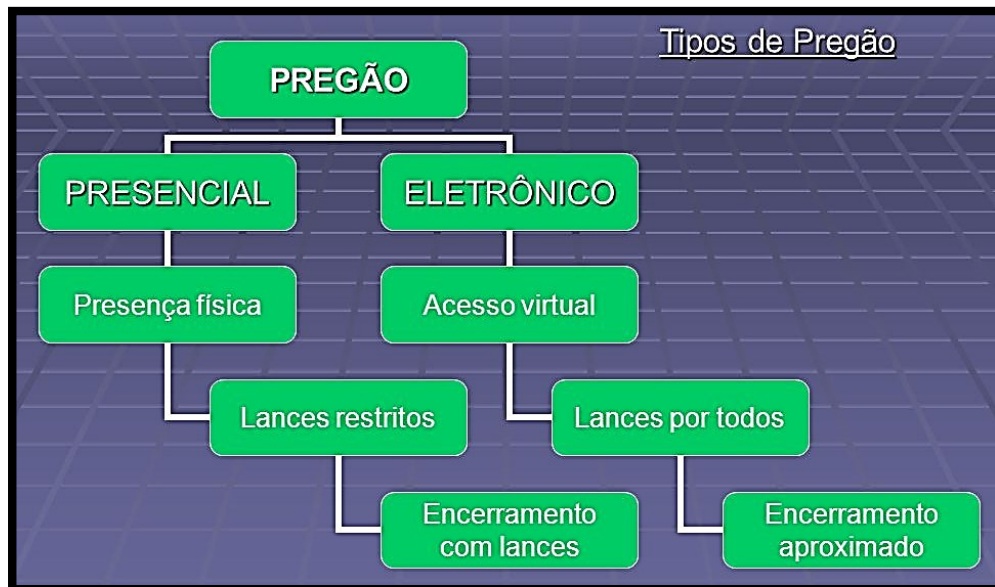 Tipos de Pregão
PREGÃO
PRESENCIAL
ELETRÔNICO
Presença física
Acesso virtual
Lances restritos
Lances por todos
Encerramento
com lances
Encerramento
aproximado